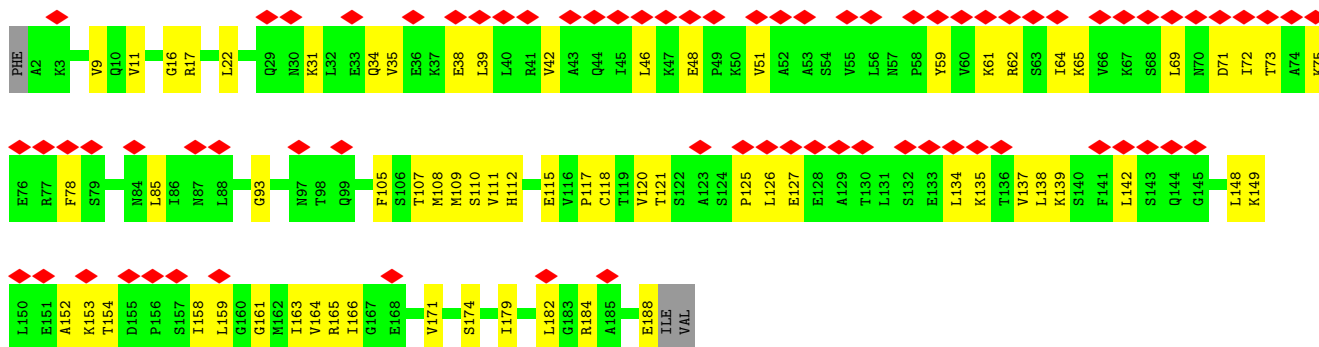 PHE A2 K3 V9 Q10 V11 G16 R17 L22 Q29 N30 K31 L32 E33 Q34 V35 E36 K37 E38 L39 L40 R41 V42 A43 Q44 I45 L46 K47 E48 P49 K50 V51 A52 A53 S54 V55 L56 N57 P58 Y59 V60 K61 R62 S63 I64 K65 V66 K67 S68 L69 N70 D71 I72 T73 A74 K75
E76 R77 F78 S79 N84 L85 I86 N87 L88 G93 N97 T98 Q99 F105 S106 T107 M108 M109 S110 V111 H112 E115 V116 P117 C118 T119 V120 T121 S122 A123 S124 P125 L126 E127 E128 A129 T130 L131 S132 E133 L134 K135 T136 V137 L138 K139 S140 F141 L142 S143 Q144 G145 L148 K149
L150 E151 A152 K153 T154 D155 P156 S157 I158 L159 G160 G161 M162 I163 V164 R165 I166 G167 E168 V171 S174 I179 L182 G183 R184 A185 E188 ILE VAL